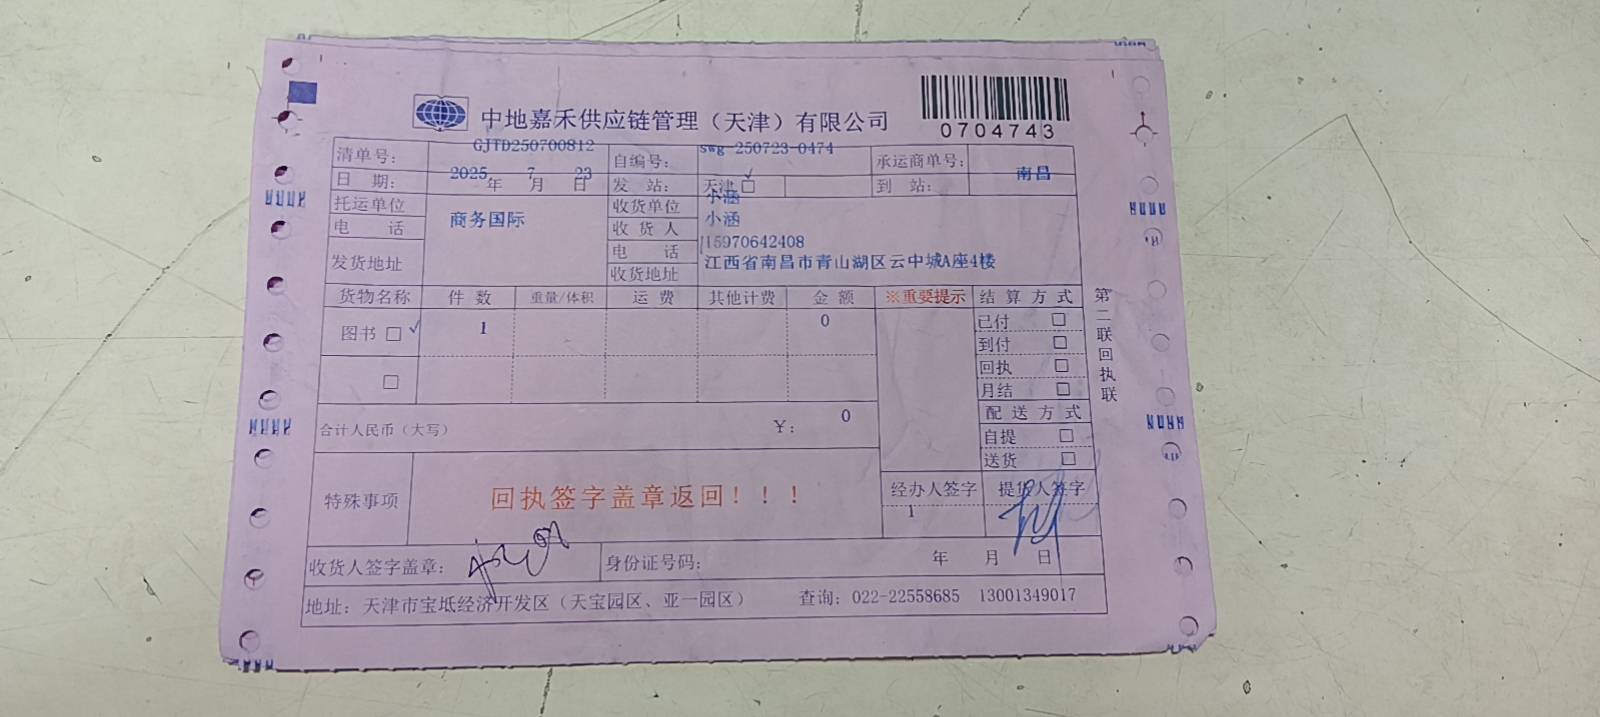 中地嘉禾供应链管理（天津）有限公司
0704743
清单号： GJTD250700812 自编号： swg-250723-0474 承运商单号：
日 期： 2025 年 7 月 23 日 发 站： 天津 □ ✓ 到 站： 南昌
托运单位 商务国际 收货单位 小涵
电 话 收 货 人 小涵
发货地址 电 话 15970642408
收货地址 江西省南昌市青山湖区云中城A座4楼
货物名称 件 数 重量/体积 运 费 其他计费 金 额 ※重要提示 结 算 方 式
图书 □ ✓ 1 0 已付 □
到付 □
□ 回执 □
月结 □
合计人民币（大写） ￥： 0 配 送 方 式
自提 □
送货 □
特殊事项 回执签字盖章返回！！！ 经办人签字 提货人签字
1
收货人签字盖章： 身份证号码： 年 月 日
地址：天津市宝坻经济开发区（天宝园区、亚一园区） 查询：022-22558685 13001349017
第二联回执联